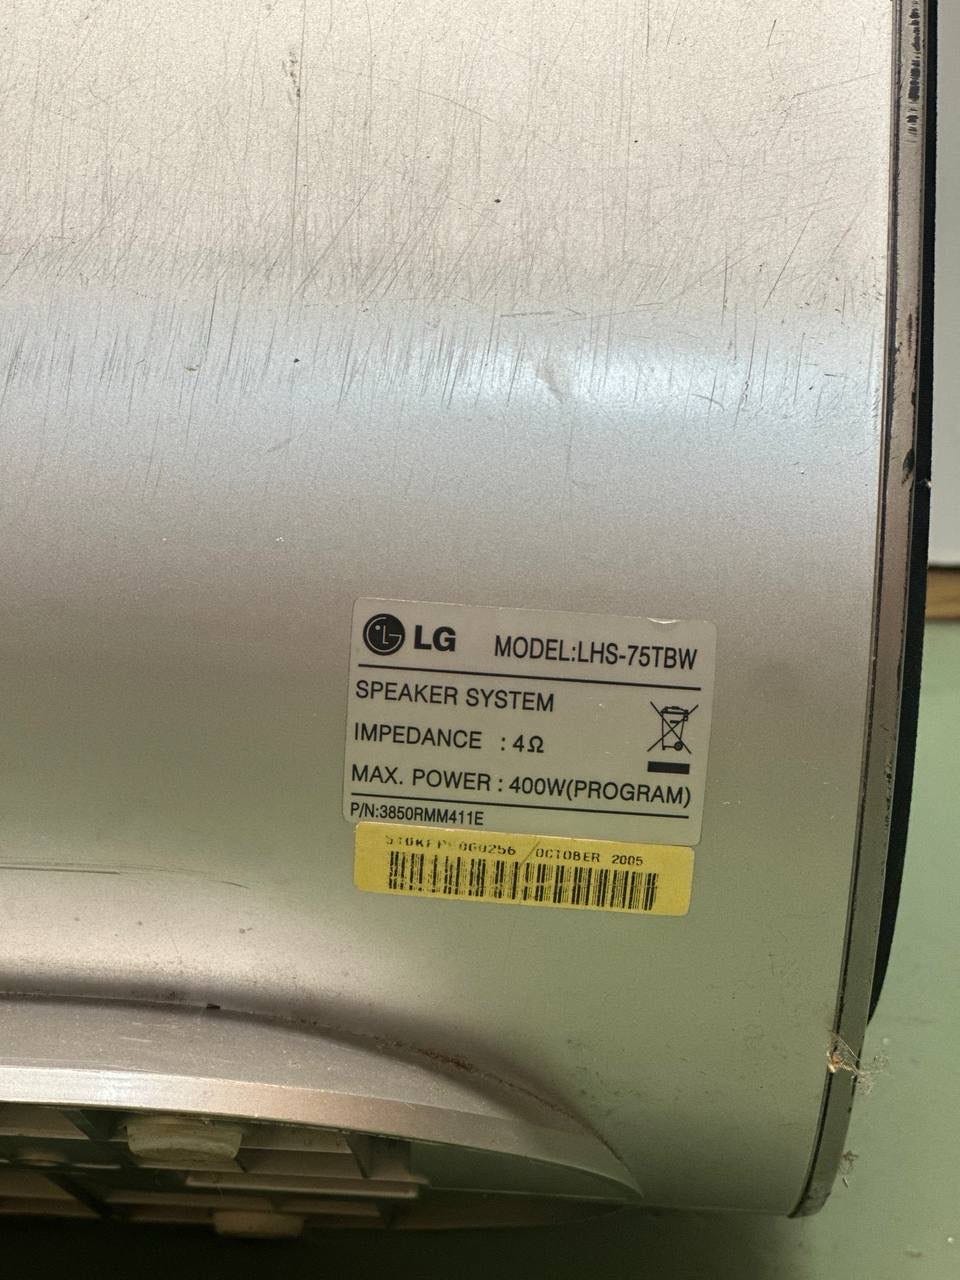 LG MODEL:LHS-75TBW
SPEAKER SYSTEM
IMPEDANCE : 4Ω
MAX. POWER : 400W(PROGRAM)
P/N:3850RMM411E
OCTOBER 2005